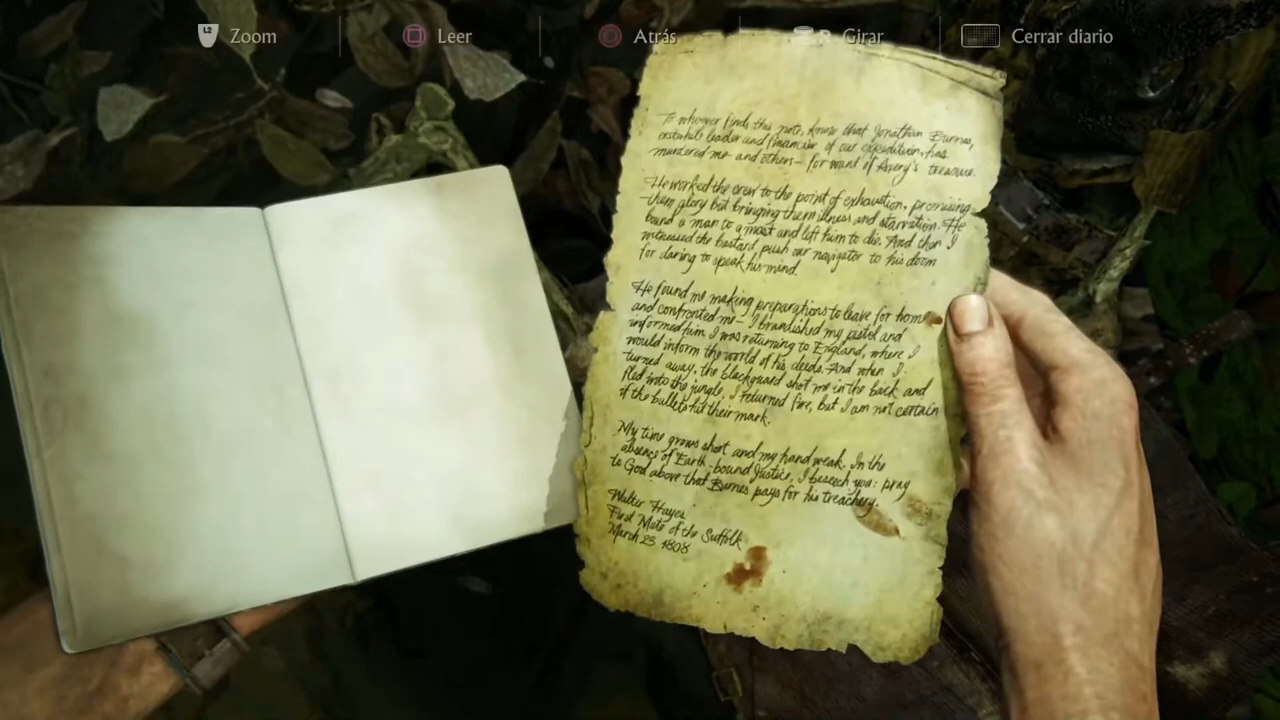 L2 Zoom
Leer
Atrás
R Girar
Cerrar diario
To whoever finds this note, know that Jonathan Burnes,
erstwhile leader and financier of our expedition, has
murdered me and others – for want of Avery's treasure.
He worked the crew to the point of exhaustion, promising
them glory but bringing them illness and starvation. He
bound a man to a mast and left him to die. And then I
witnessed the bastard push our navigator to his doom
for daring to speak his mind.
He found me making preparations to leave for home
and confronted me – I brandished my pistol and
informed him I was returning to England, where I
would inform the world of his deeds. And when I
turned away, the blackguard shot me in the back and
fled into the jungle. I returned fire, but I am not certain
if the bullets hit their mark.
My time grows short and my hand weak. In the
absence of Earth-bound Justice, I beseech you: pray
to God above that Burnes pays for his treachery.
Walter Hayes
First Mate of the Suffolk
March 23 1808